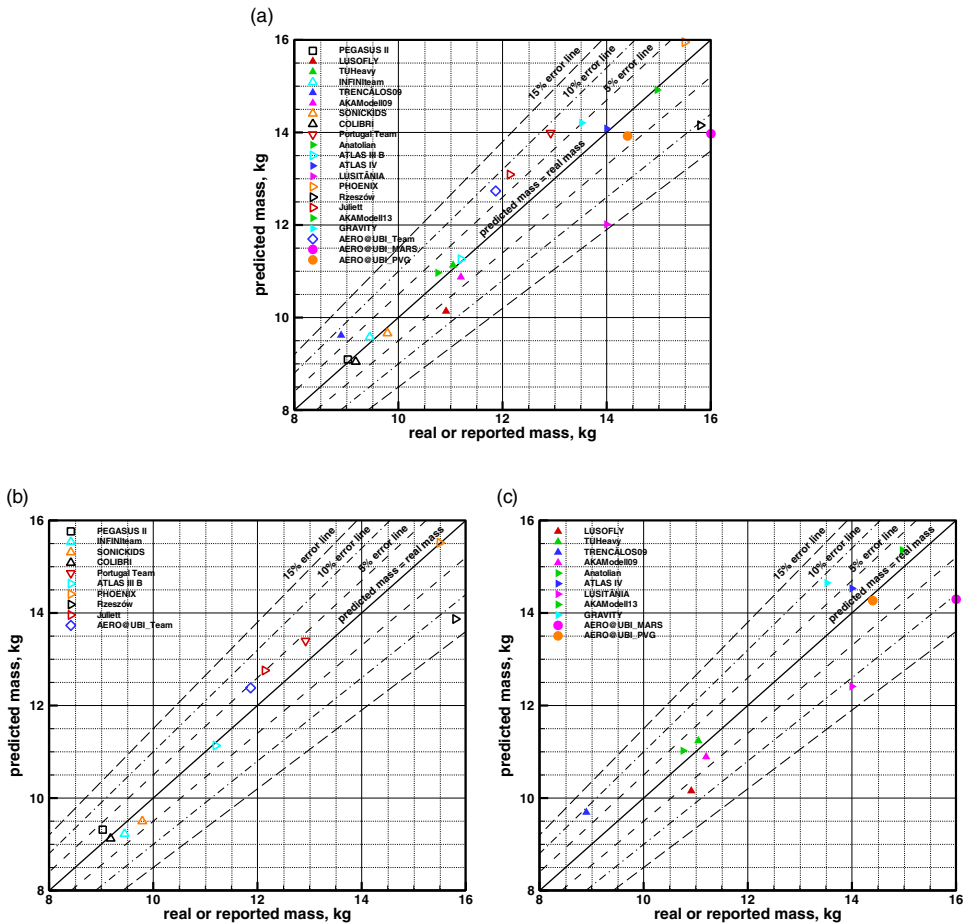 (a)
16
14
12
10
8
predicted mass, kg
PEGASUS II
LUSOFLY
TUHeavy
INFINIteam
TRENCALOS09
AKAModell09
SONICKIDS
COLIBRI
Portugal Team
Anatolian
ATLAS III B
ATLAS IV
LUSITÂNIA
PHOENIX
Rzeszów
Juliett
AKAModell13
GRAVITY
AERO@UBI_Team
AERO@UBI_MARS
AERO@UBI_PVG
15% error line
10% error line
5% error line
predicted mass = real mass
8 10 12 14 16
real or reported mass, kg
(b)
16
14
12
10
8
predicted mass, kg
PEGASUS II
INFINIteam
SONICKIDS
COLIBRI
Portugal Team
ATLAS III B
PHOENIX
Rzeszów
Juliett
AERO@UBI_Team
15% error line
10% error line
5% error line
predicted mass = real mass
8 10 12 14 16
real or reported mass, kg
(c)
16
14
12
10
8
predicted mass, kg
LUSOFLY
TUHeavy
TRENCALOS09
AKAModell09
Anatolian
ATLAS IV
LUSITÂNIA
AKAModell13
GRAVITY
AERO@UBI_MARS
AERO@UBI_PVG
15% error line
10% error line
5% error line
predicted mass = real mass
8 10 12 14 16
real or reported mass, kg